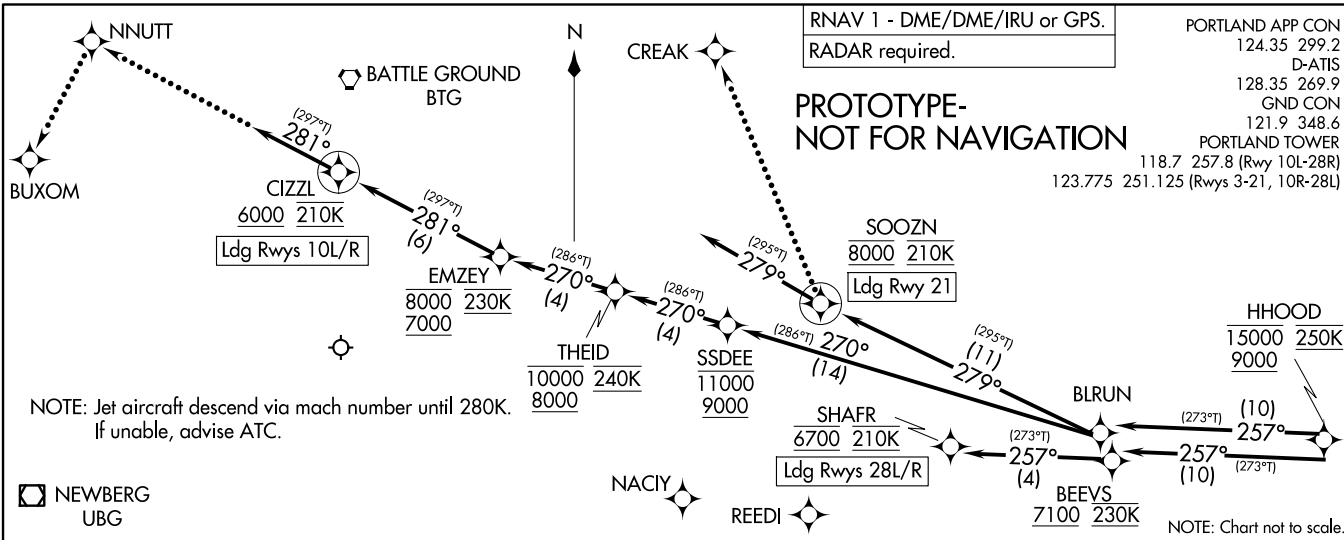 RNAV 1 - DME/DME/IRU or GPS.
RADAR required.
PORTLAND APP CON
124.35 299.2
D-ATIS
128.35 269.9
GND CON
121.9 348.6
PORTLAND TOWER
118.7 257.8 (Rwy 10L-28R)
123.775 251.125 (Rwys 3-21, 10R-28L)
PROTOTYPE-
NOT FOR NAVIGATION
NNUTT
BATTLE GROUND
BTG
N
CREAK
BUXOM
(297°T)
281°
CIZZL
6000 210K
Ldg Rwys 10L/R
(297°T)
281°
(6)
EMZEY
8000 230K
7000
(286°T)
270°
(4)
THEID
10000 240K
8000
(286°T)
270°
(4)
SSDEE
11000
9000
(295°T)
279°
SOOZN
8000 210K
Ldg Rwy 21
(286°T) 270°
(14)
(295°T)
(11)
279°
HHOOD
15000 250K
9000
BLRUN
(273°T) (10)
257°
SHAFR
6700 210K
Ldg Rwys 28L/R
(273°T)
257°
(4)
257°
(10) (273°T)
BEEVS
7100 230K
NOTE: Jet aircraft descend via mach number until 280K.
If unable, advise ATC.
NEWBERG
UBG
NACIY
REEDI
NOTE: Chart not to scale.